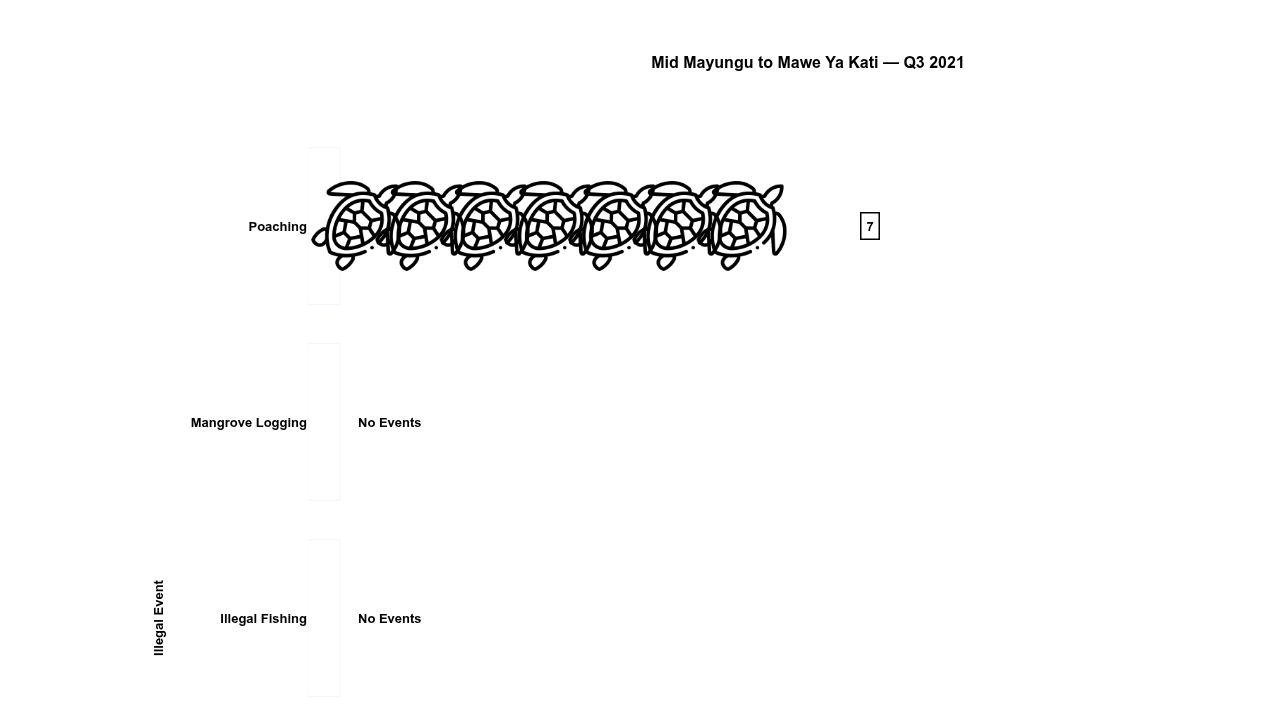 Mid Mayungu to Mawe Ya Kati — Q3 2021
Poaching
7
Mangrove Logging
No Events
Illegal Event
Illegal Fishing
No Events